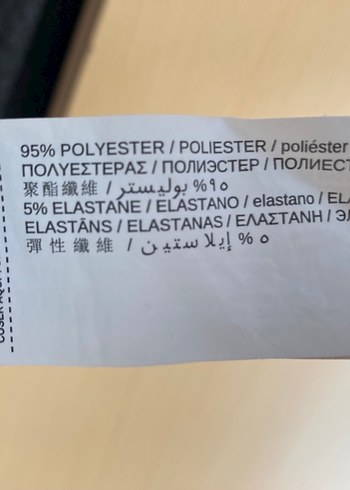 95% POLYESTER / POLIESTER / poliéster
ΠΟΛΥΕΣΤΕΡΑΣ / ПОЛИЭСТЕР / ПОЛИЕСТ
聚酯纖維 / ٩٥% بوليستر /
5% ELASTANE / ELASTANO / elastano / ELA
ELASTĀNS / ELASTANAS / ΕΛΑΣΤΑΝΗ / ЭЛ
彈性纖維 / ٥ % إيلاستين